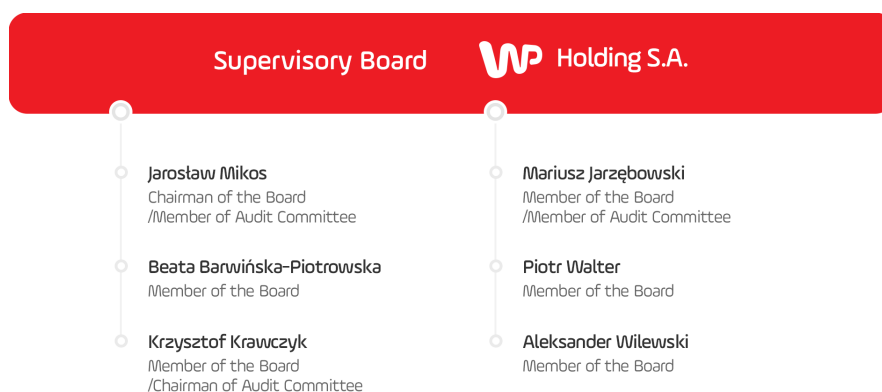 Supervisory Board WP Holding S.A.
Jarosław Mikos
Chairman of the Board
/Member of Audit Committee
Beata Barwińska-Piotrowska
Member of the Board
Krzysztof Krawczyk
Member of the Board
/Chairman of Audit Committee
Mariusz Jarzębowski
Member of the Board
/Member of Audit Committee
Piotr Walter
Member of the Board
Aleksander Wilewski
Member of the Board